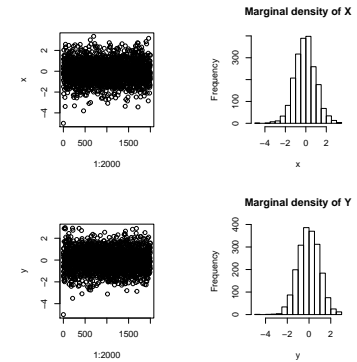 Marginal density of X
x
−4 −2 0 2
0 500 1500
1:2000
Frequency
0 100 300
−4 −2 0 2
x
Marginal density of Y
y
−4 −2 0 2
0 500 1500
1:2000
Frequency
0 100 200 300 400
−4 −2 0 2
y